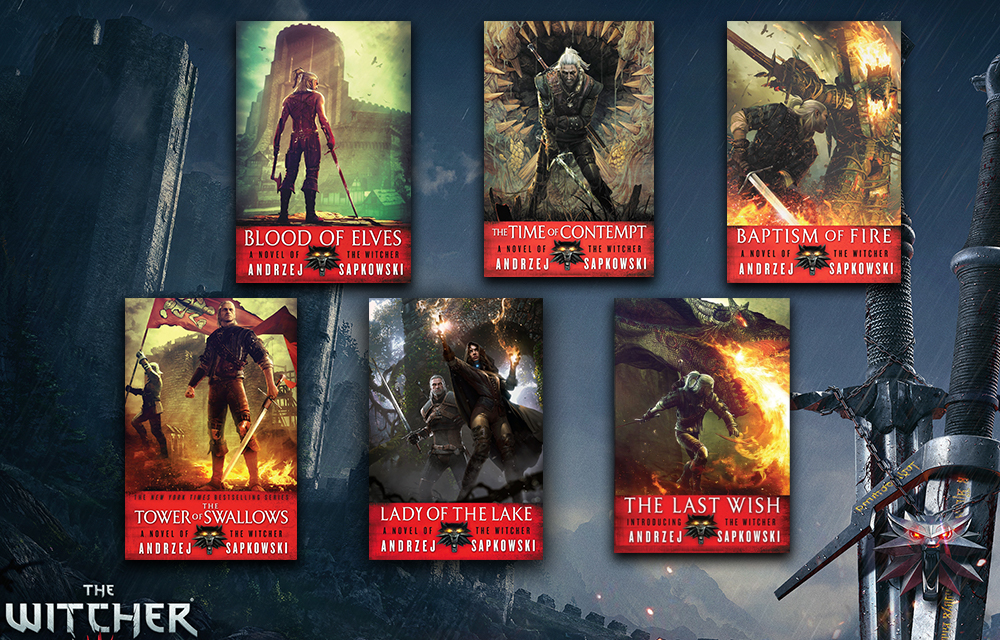 BLOOD OF ELVES
A NOVEL OF THE WITCHER
ANDRZEJ SAPKOWSKI
THE TIME OF CONTEMPT
A NOVEL OF THE WITCHER
ANDRZEJ SAPKOWSKI
BAPTISM OF FIRE
A NOVEL OF THE WITCHER
ANDRZEJ SAPKOWSKI
THE NEW YORK TIMES BESTSELLING SERIES
THE
TOWER OF SWALLOWS
A NOVEL OF THE WITCHER
ANDRZEJ SAPKOWSKI
LADY OF THE LAKE
A NOVEL OF THE WITCHER
ANDRZEJ SAPKOWSKI
THE LAST WISH
INTRODUCING THE WITCHER
ANDRZEJ SAPKOWSKI
THE
WITCHER